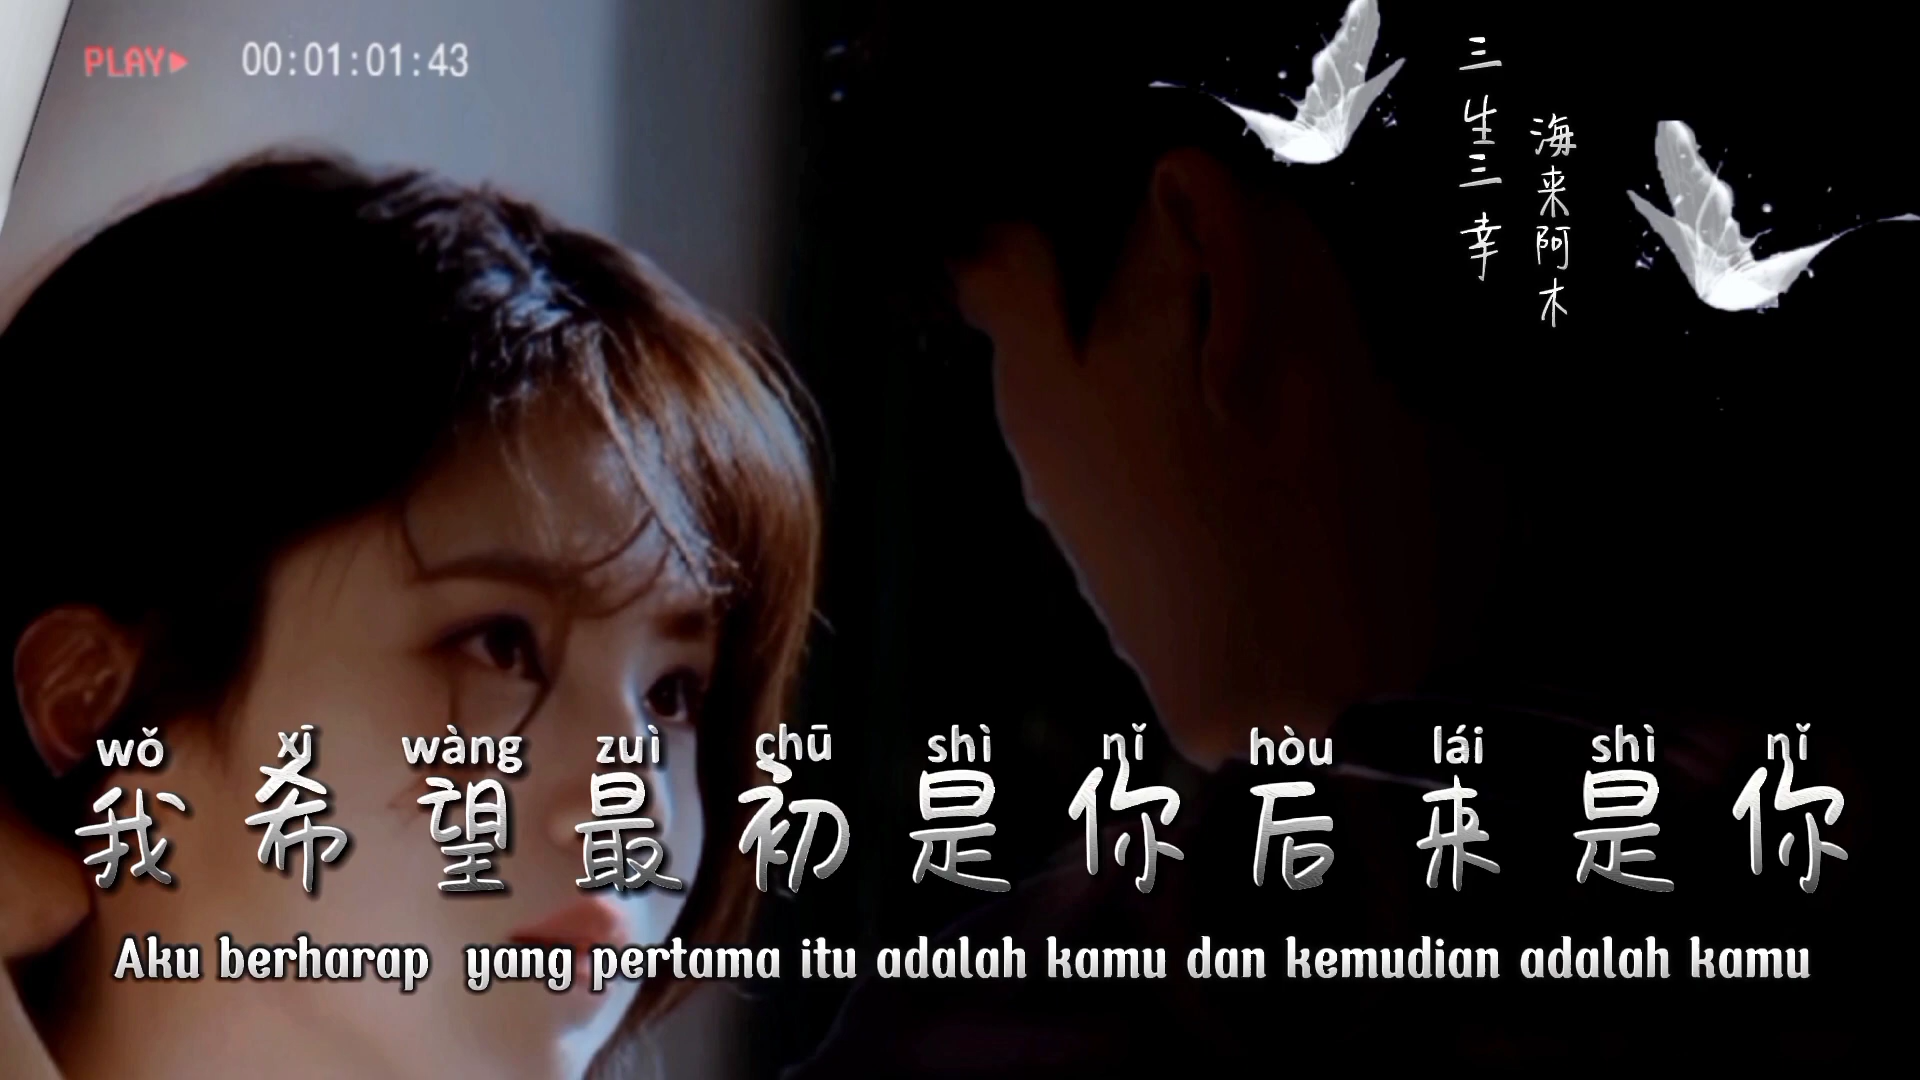 PLAY▶ 00:01:01:43
三生三幸
海来阿木
wǒ xī wàng zuì chū shì nǐ hòu lái shì nǐ
我希望最初是你后来是你
Aku berharap yang pertama itu adalah kamu dan kemudian adalah kamu